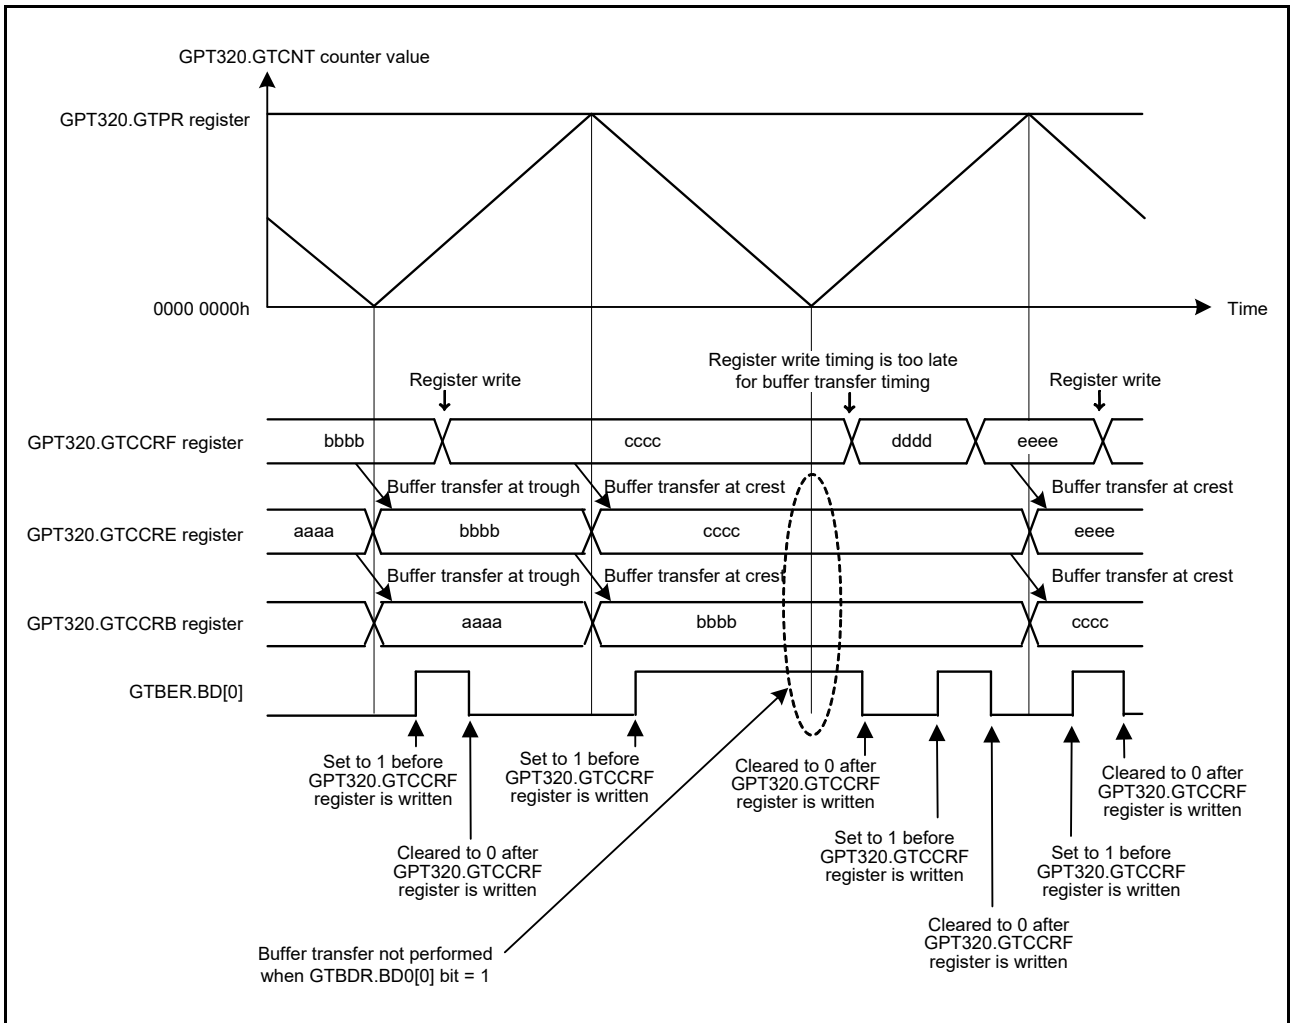 GPT320.GTCNT counter value
GPT320.GTPR register
0000 0000h
Time
Register write
Register write timing is too late
for buffer transfer timing
Register write
GPT320.GTCCRF register
bbbb
cccc
dddd
eeee
Buffer transfer at trough
Buffer transfer at crest
Buffer transfer at crest
GPT320.GTCCRE register
aaaa
bbbb
cccc
eeee
Buffer transfer at trough
Buffer transfer at crest
Buffer transfer at crest
GPT320.GTCCRB register
aaaa
bbbb
cccc
GTBER.BD[0]
Set to 1 before
GPT320.GTCCRF
register is written
Set to 1 before
GPT320.GTCCRF
register is written
Cleared to 0 after
GPT320.GTCCRF
register is written
Cleared to 0 after
GPT320.GTCCRF
register is written
Cleared to 0 after
GPT320.GTCCRF
register is written
Set to 1 before
GPT320.GTCCRF
register is written
Set to 1 before
GPT320.GTCCRF
register is written
Cleared to 0 after
GPT320.GTCCRF
register is written
Buffer transfer not performed
when GTBDR.BD0[0] bit = 1